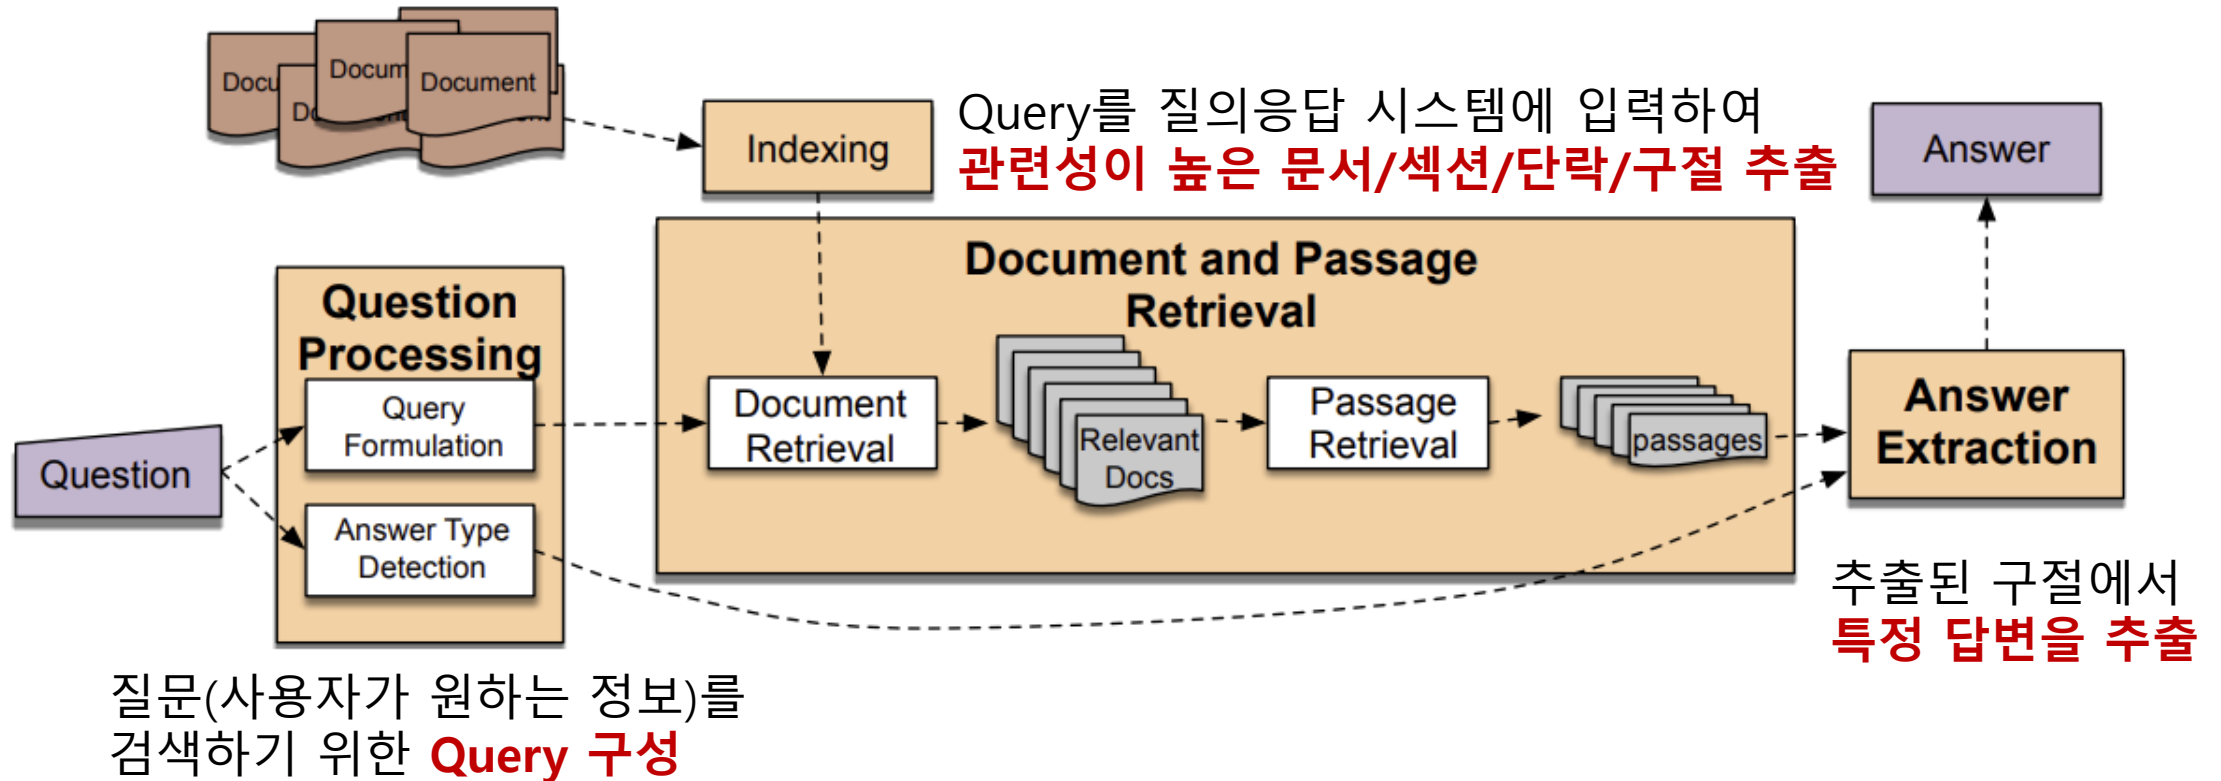 Docu
Docum
Document
Indexing
Query를 질의응답 시스템에 입력하여
관련성이 높은 문서/섹션/단락/구절 추출
Answer
Document and Passage
Retrieval
Question
Processing
Query
Formulation
Answer Type
Detection
Question
Document
Retrieval
Relevant
Docs
Passage
Retrieval
passages
Answer
Extraction
추출된 구절에서
특정 답변을 추출
질문(사용자가 원하는 정보)를
검색하기 위한 Query 구성